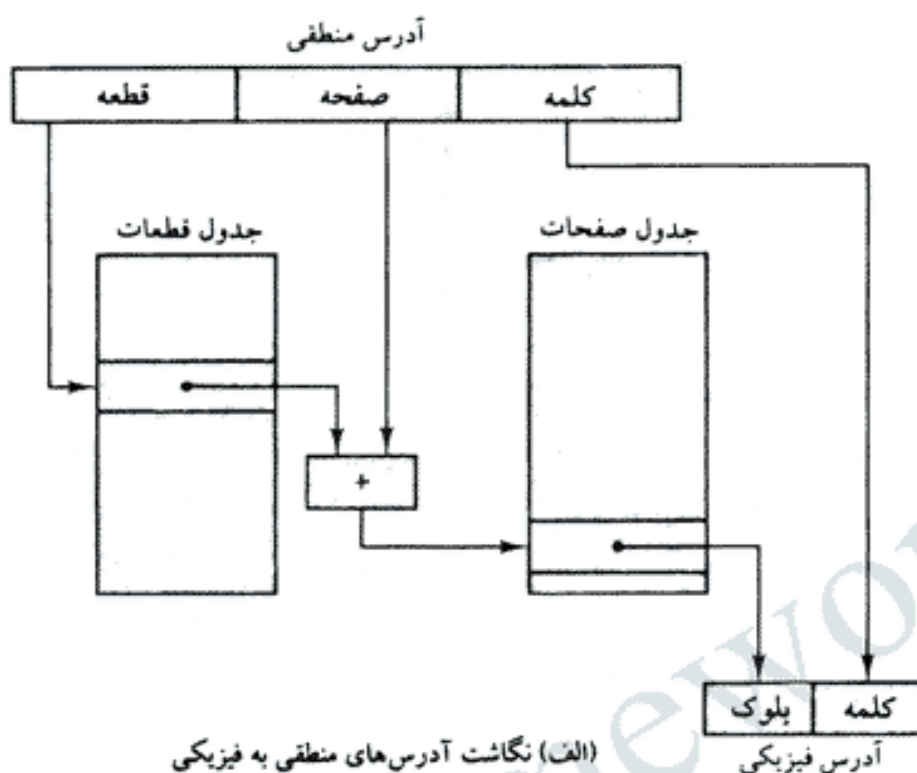 آدرس منطقی
قطعه صفحه کلمه
جدول قطعات
جدول صفحات
+
بلوک کلمه
آدرس فیزیکی
(الف) نگاشت آدرس‌های منطقی به فیزیکی